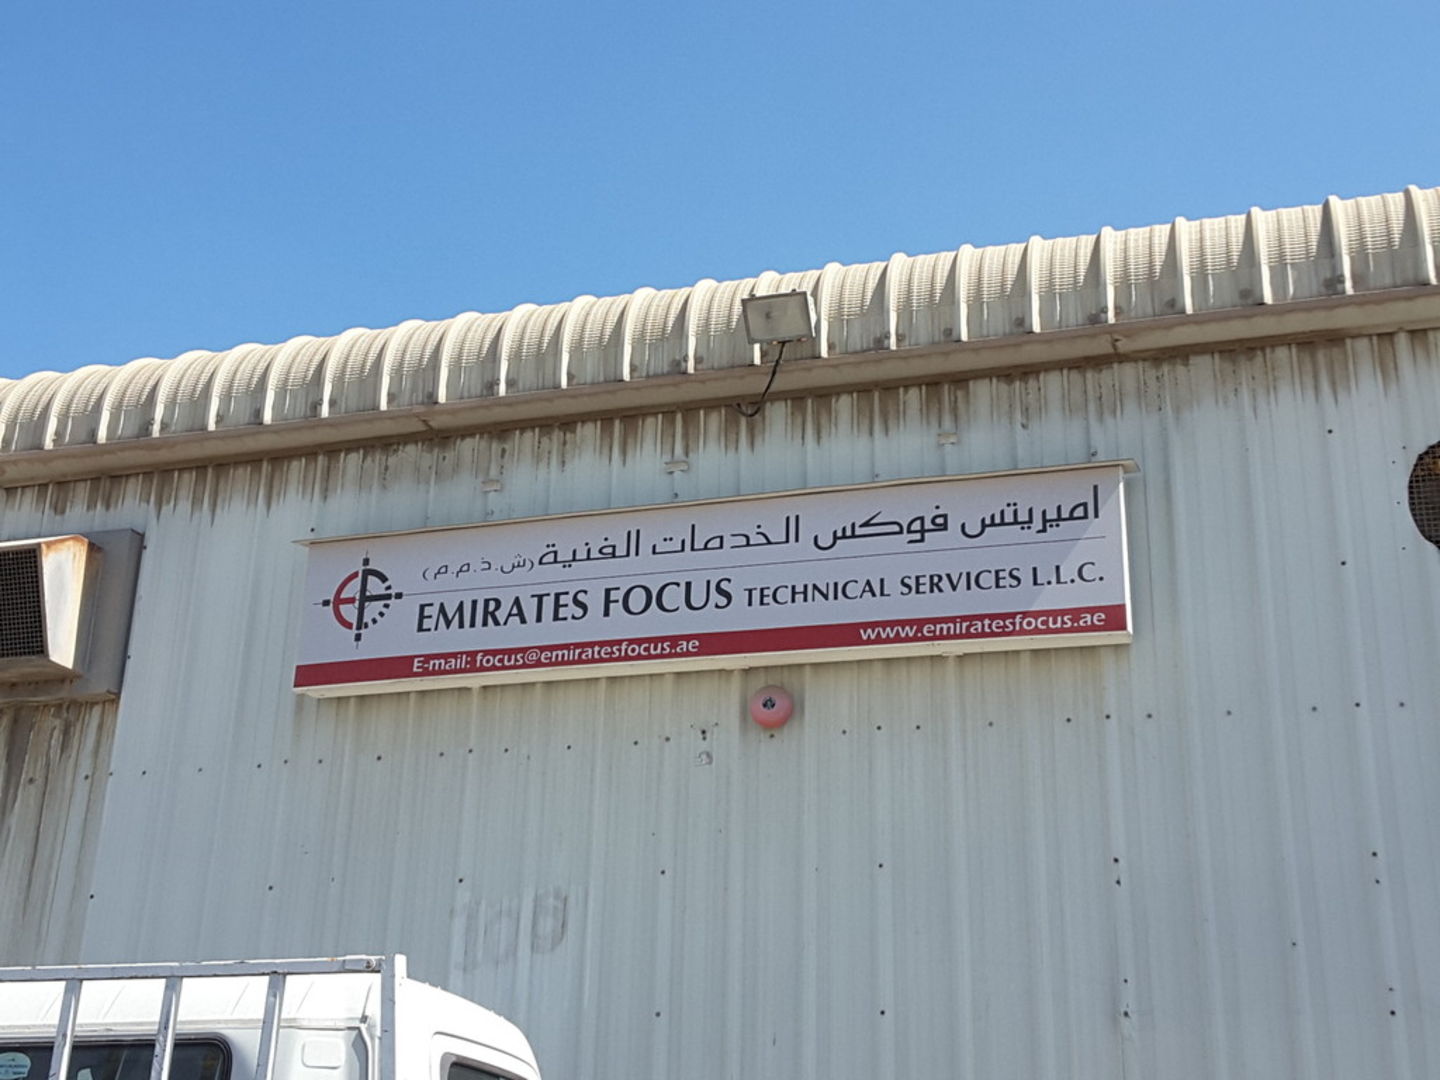 اميريتس فوكس الخدمات الفنية (ش.ذ.م.م)
EMIRATES FOCUS TECHNICAL SERVICES L.L.C.
E-mail: focus@emiratesfocus.ae www.emiratesfocus.ae